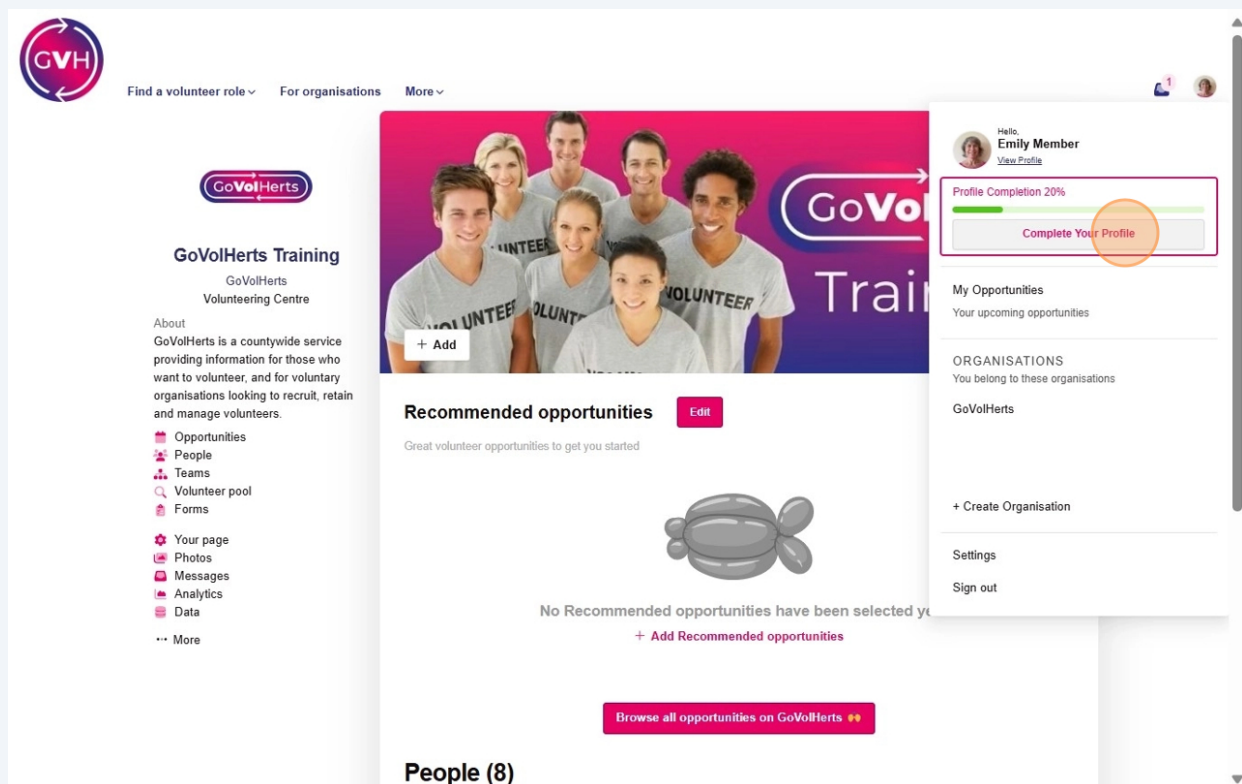 GVH
Find a volunteer role
For organisations
More
1
GoVolHerts
GoVolHerts Training
GoVolHerts
Volunteering Centre
About
GoVolHerts is a countywide service
providing information for those who
want to volunteer, and for voluntary
organisations looking to recruit, retain
and manage volunteers.
Opportunities
People
Teams
Volunteer pool
Forms
Your page
Photos
Messages
Analytics
Data
More
UNTEE
VOLUNTEER
OLUNTE
VOLUNTEER
GoVol
Trai
+ Add
Recommended opportunities
Edit
Great volunteer opportunities to get you started
No Recommended opportunities have been selected ye
+ Add Recommended opportunities
Browse all opportunities on GoVolHerts 🙌
People (8)
Hello,
Emily Member
View Profile
Profile Completion 20%
Complete Your Profile
My Opportunities
Your upcoming opportunities
ORGANISATIONS
You belong to these organisations
GoVolHerts
+ Create Organisation
Settings
Sign out